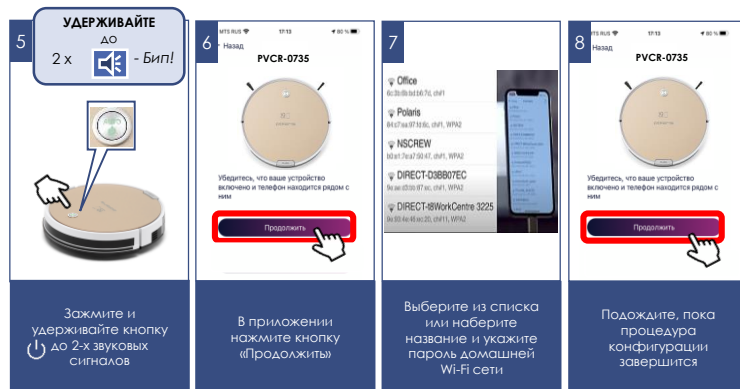 5
УДЕРЖИВАЙТЕ
ДО
2 x - Бип!
Зажмите и
удерживайте кнопку
до 2-х звуковых
сигналов
6
MTS RUS 17:13 80 %
Назад
PVCR-0735
Убедитесь, что ваше устройство
включено и телефон находится рядом с
ним
Продолжить
В приложении
нажмите кнопку
«Продолжить»
7
Office
Polaris
NSCREW
DIRECT-D3BB07EC
DIRECT-t8WorkCentre 3225
Выберите из списка
или наберите
название и укажите
пароль домашней
Wi-Fi сети
8
MTS RUS 17:13 80 %
Назад
PVCR-0735
Убедитесь, что ваше устройство
включено и телефон находится рядом с
ним
Продолжить
Подождите, пока
процедура
конфигурации
завершится